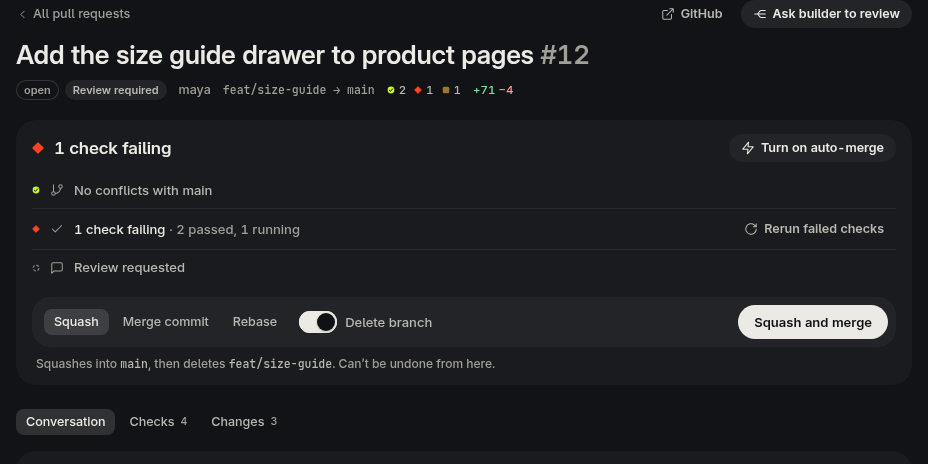 All pull requests
GitHub
Ask builder to review
Add the size guide drawer to product pages #12
open Review required maya feat/size-guide → main 2 1 1 +71 −4
1 check failing
Turn on auto-merge
No conflicts with main
1 check failing · 2 passed, 1 running
Rerun failed checks
Review requested
Squash Merge commit Rebase Delete branch Squash and merge
Squashes into main, then deletes feat/size-guide. Can’t be undone from here.
Conversation Checks 4 Changes 3